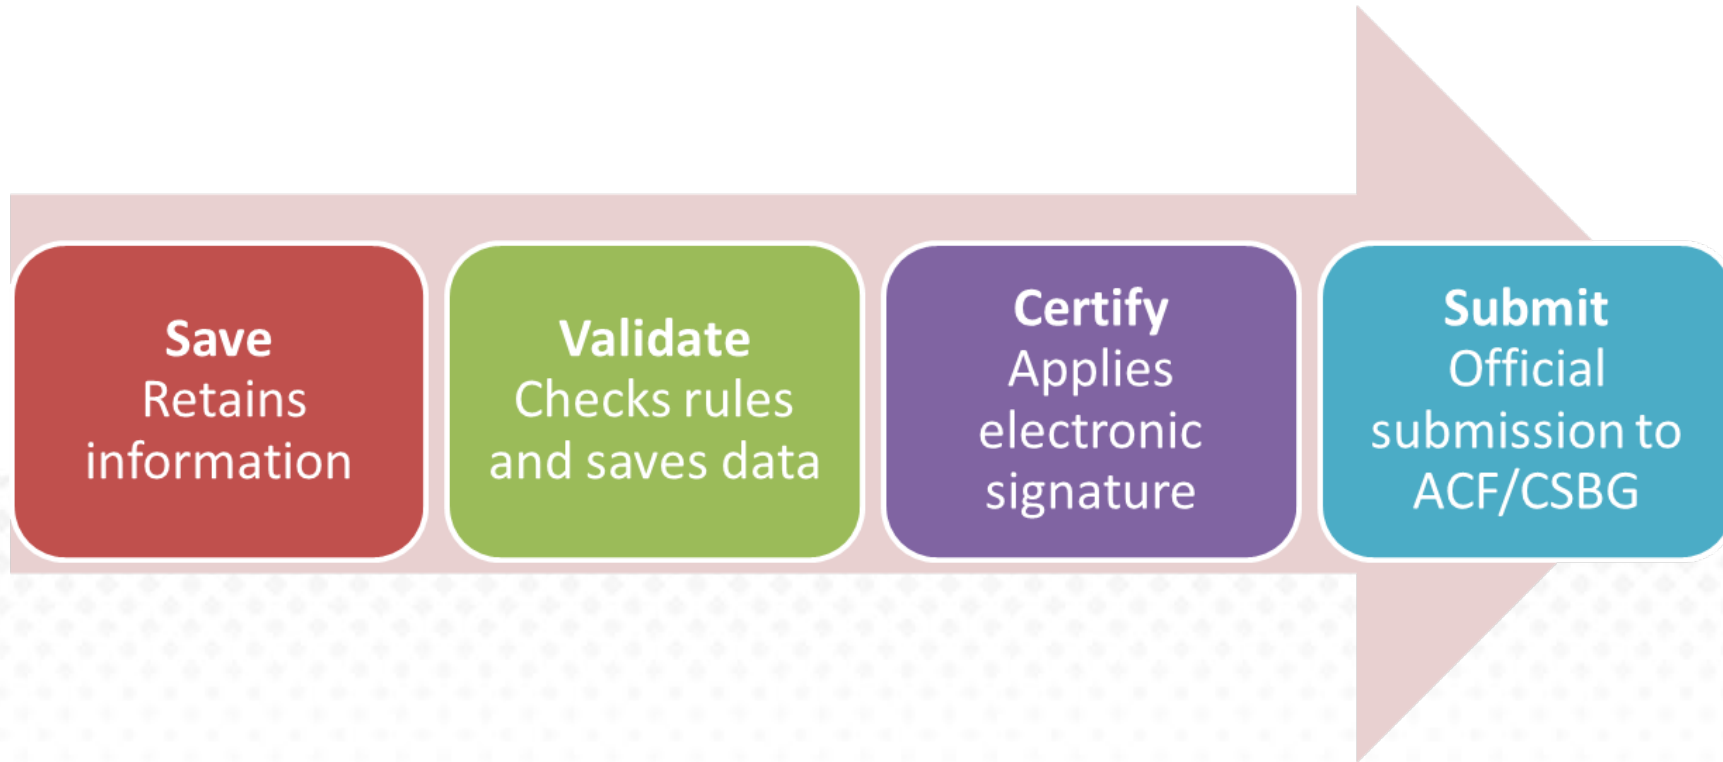 Save
Retains
information
Validate
Checks rules
and saves data
Certify
Applies
electronic
signature
Submit
Official
submission to
ACF/CSBG